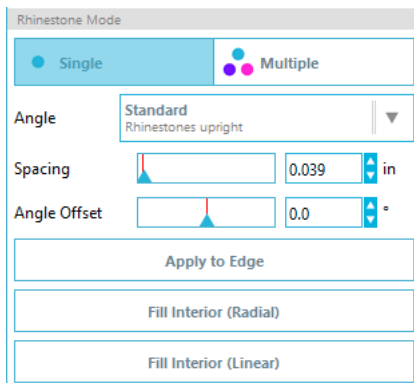 Rhinestone Mode
Single
Multiple
Angle
Standard
Rhinestones upright
Spacing
0.039
in
Angle Offset
0.0
°
Apply to Edge
Fill Interior (Radial)
Fill Interior (Linear)